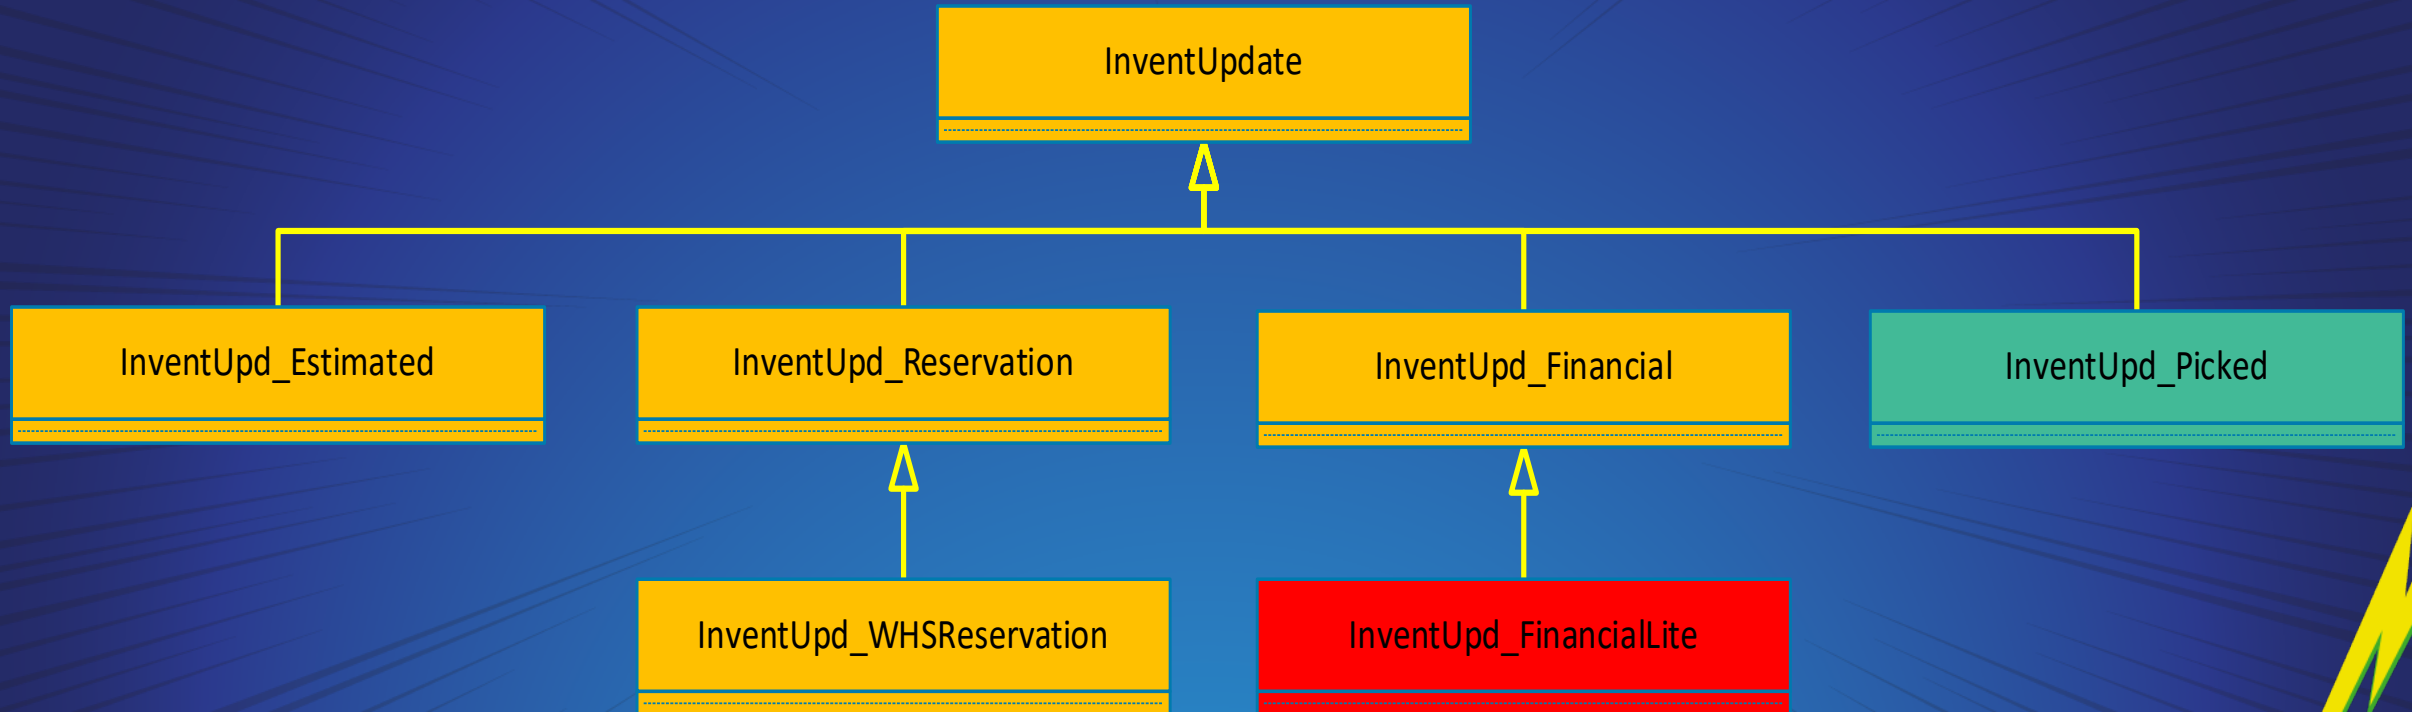 InventUpdate
InventUpd_Estimated
InventUpd_Reservation
InventUpd_Financial
InventUpd_Picked
InventUpd_WHSReservation
InventUpd_FinancialLite